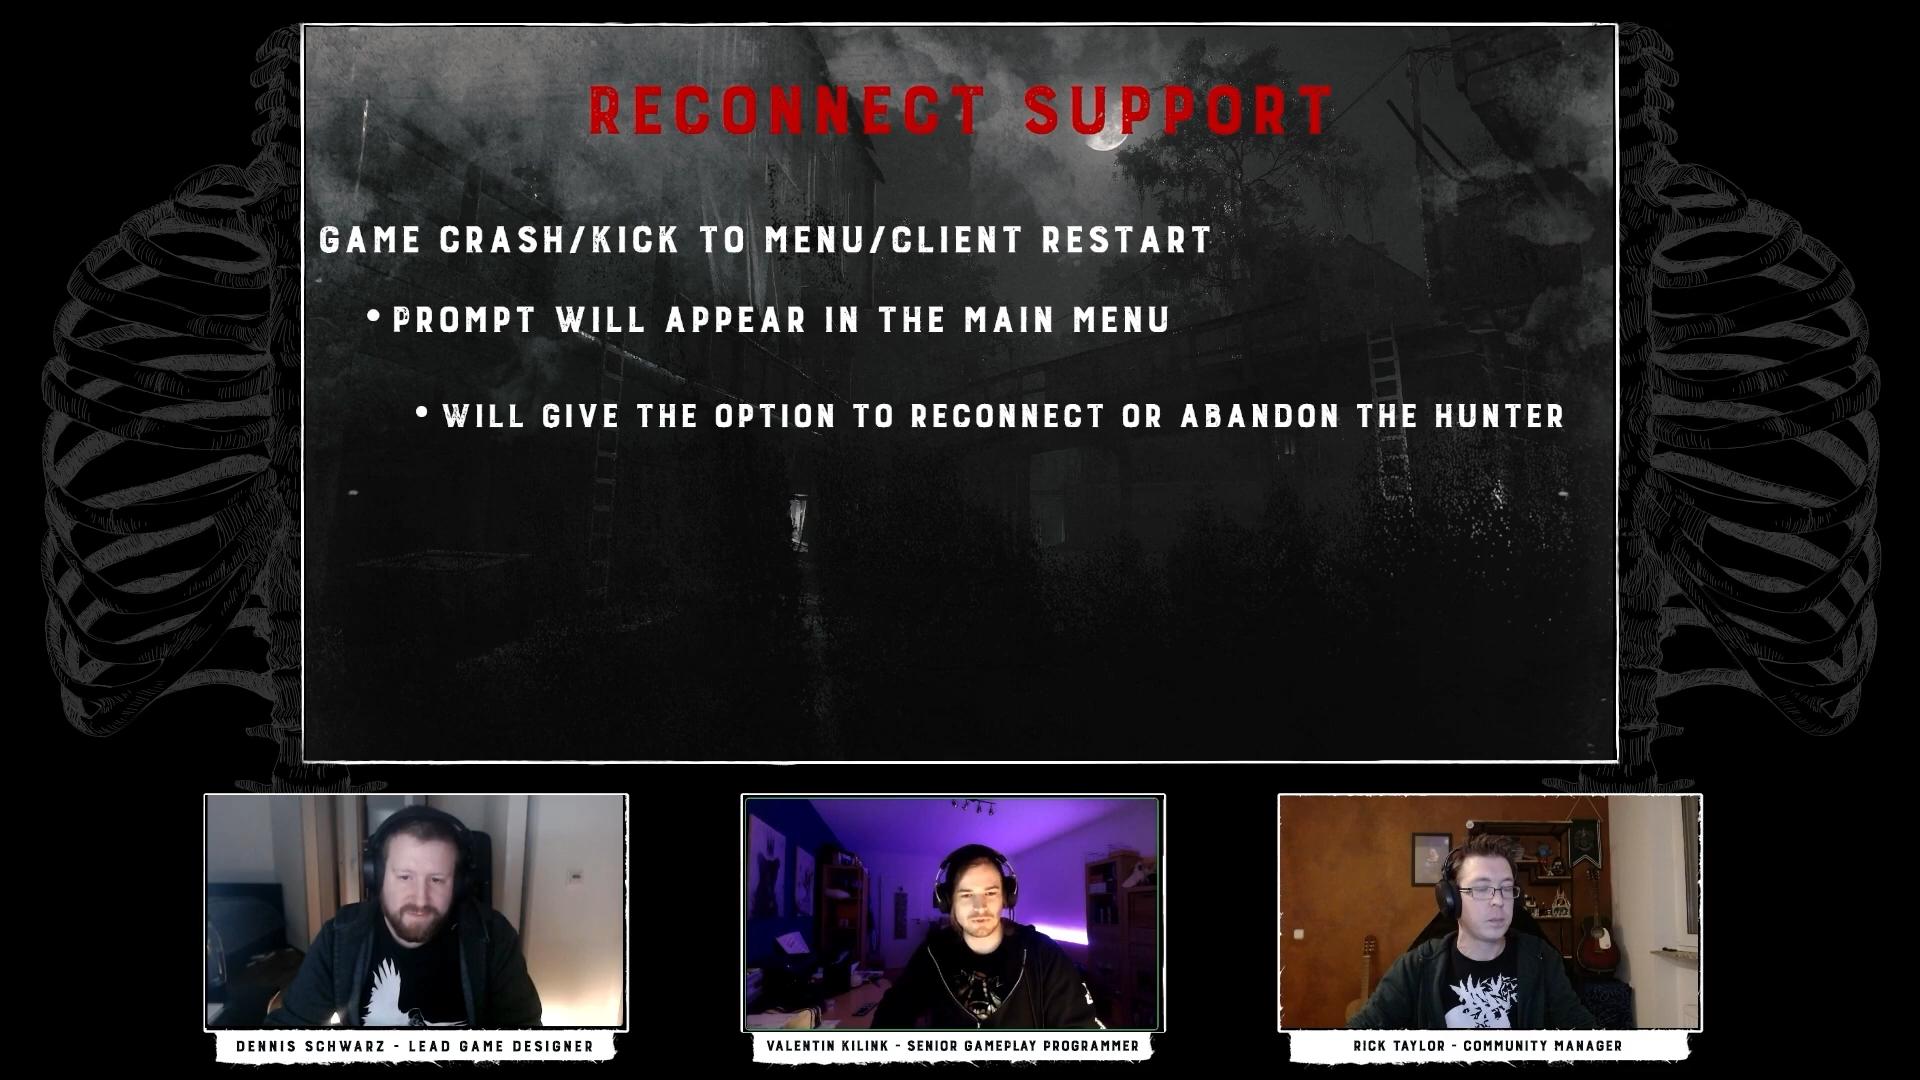 RECONNECT SUPPORT
GAME CRASH/KICK TO MENU/CLIENT RESTART
• PROMPT WILL APPEAR IN THE MAIN MENU
• WILL GIVE THE OPTION TO RECONNECT OR ABANDON THE HUNTER
DENNIS SCHWARZ - LEAD GAME DESIGNER
VALENTIN KILINK - SENIOR GAMEPLAY PROGRAMMER
RICK TAYLOR - COMMUNITY MANAGER